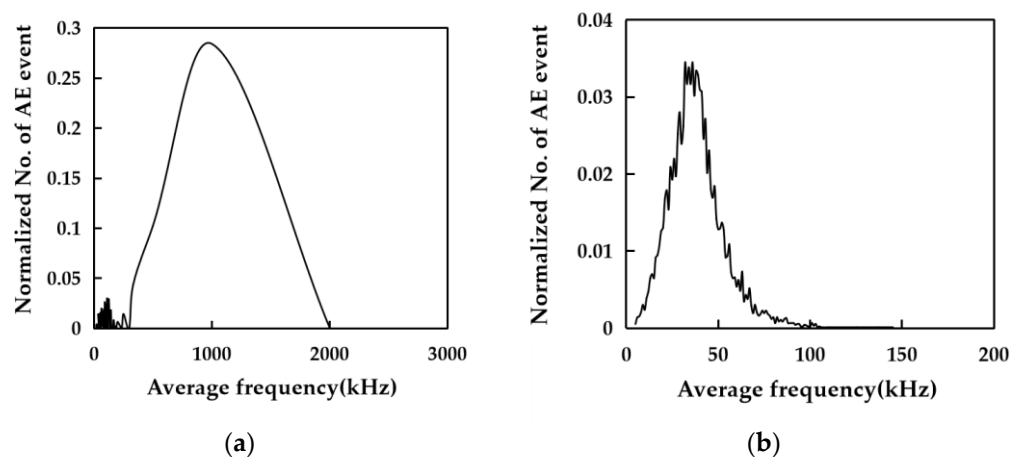 Normalized No. of AE event
0.3
0.25
0.2
0.15
0.1
0.05
0
0 1000 2000 3000
Average frequency(kHz)
(a)
Normalized No. of AE event
0.04
0.03
0.02
0.01
0
0 50 100 150 200
Average frequency(kHz)
(b)